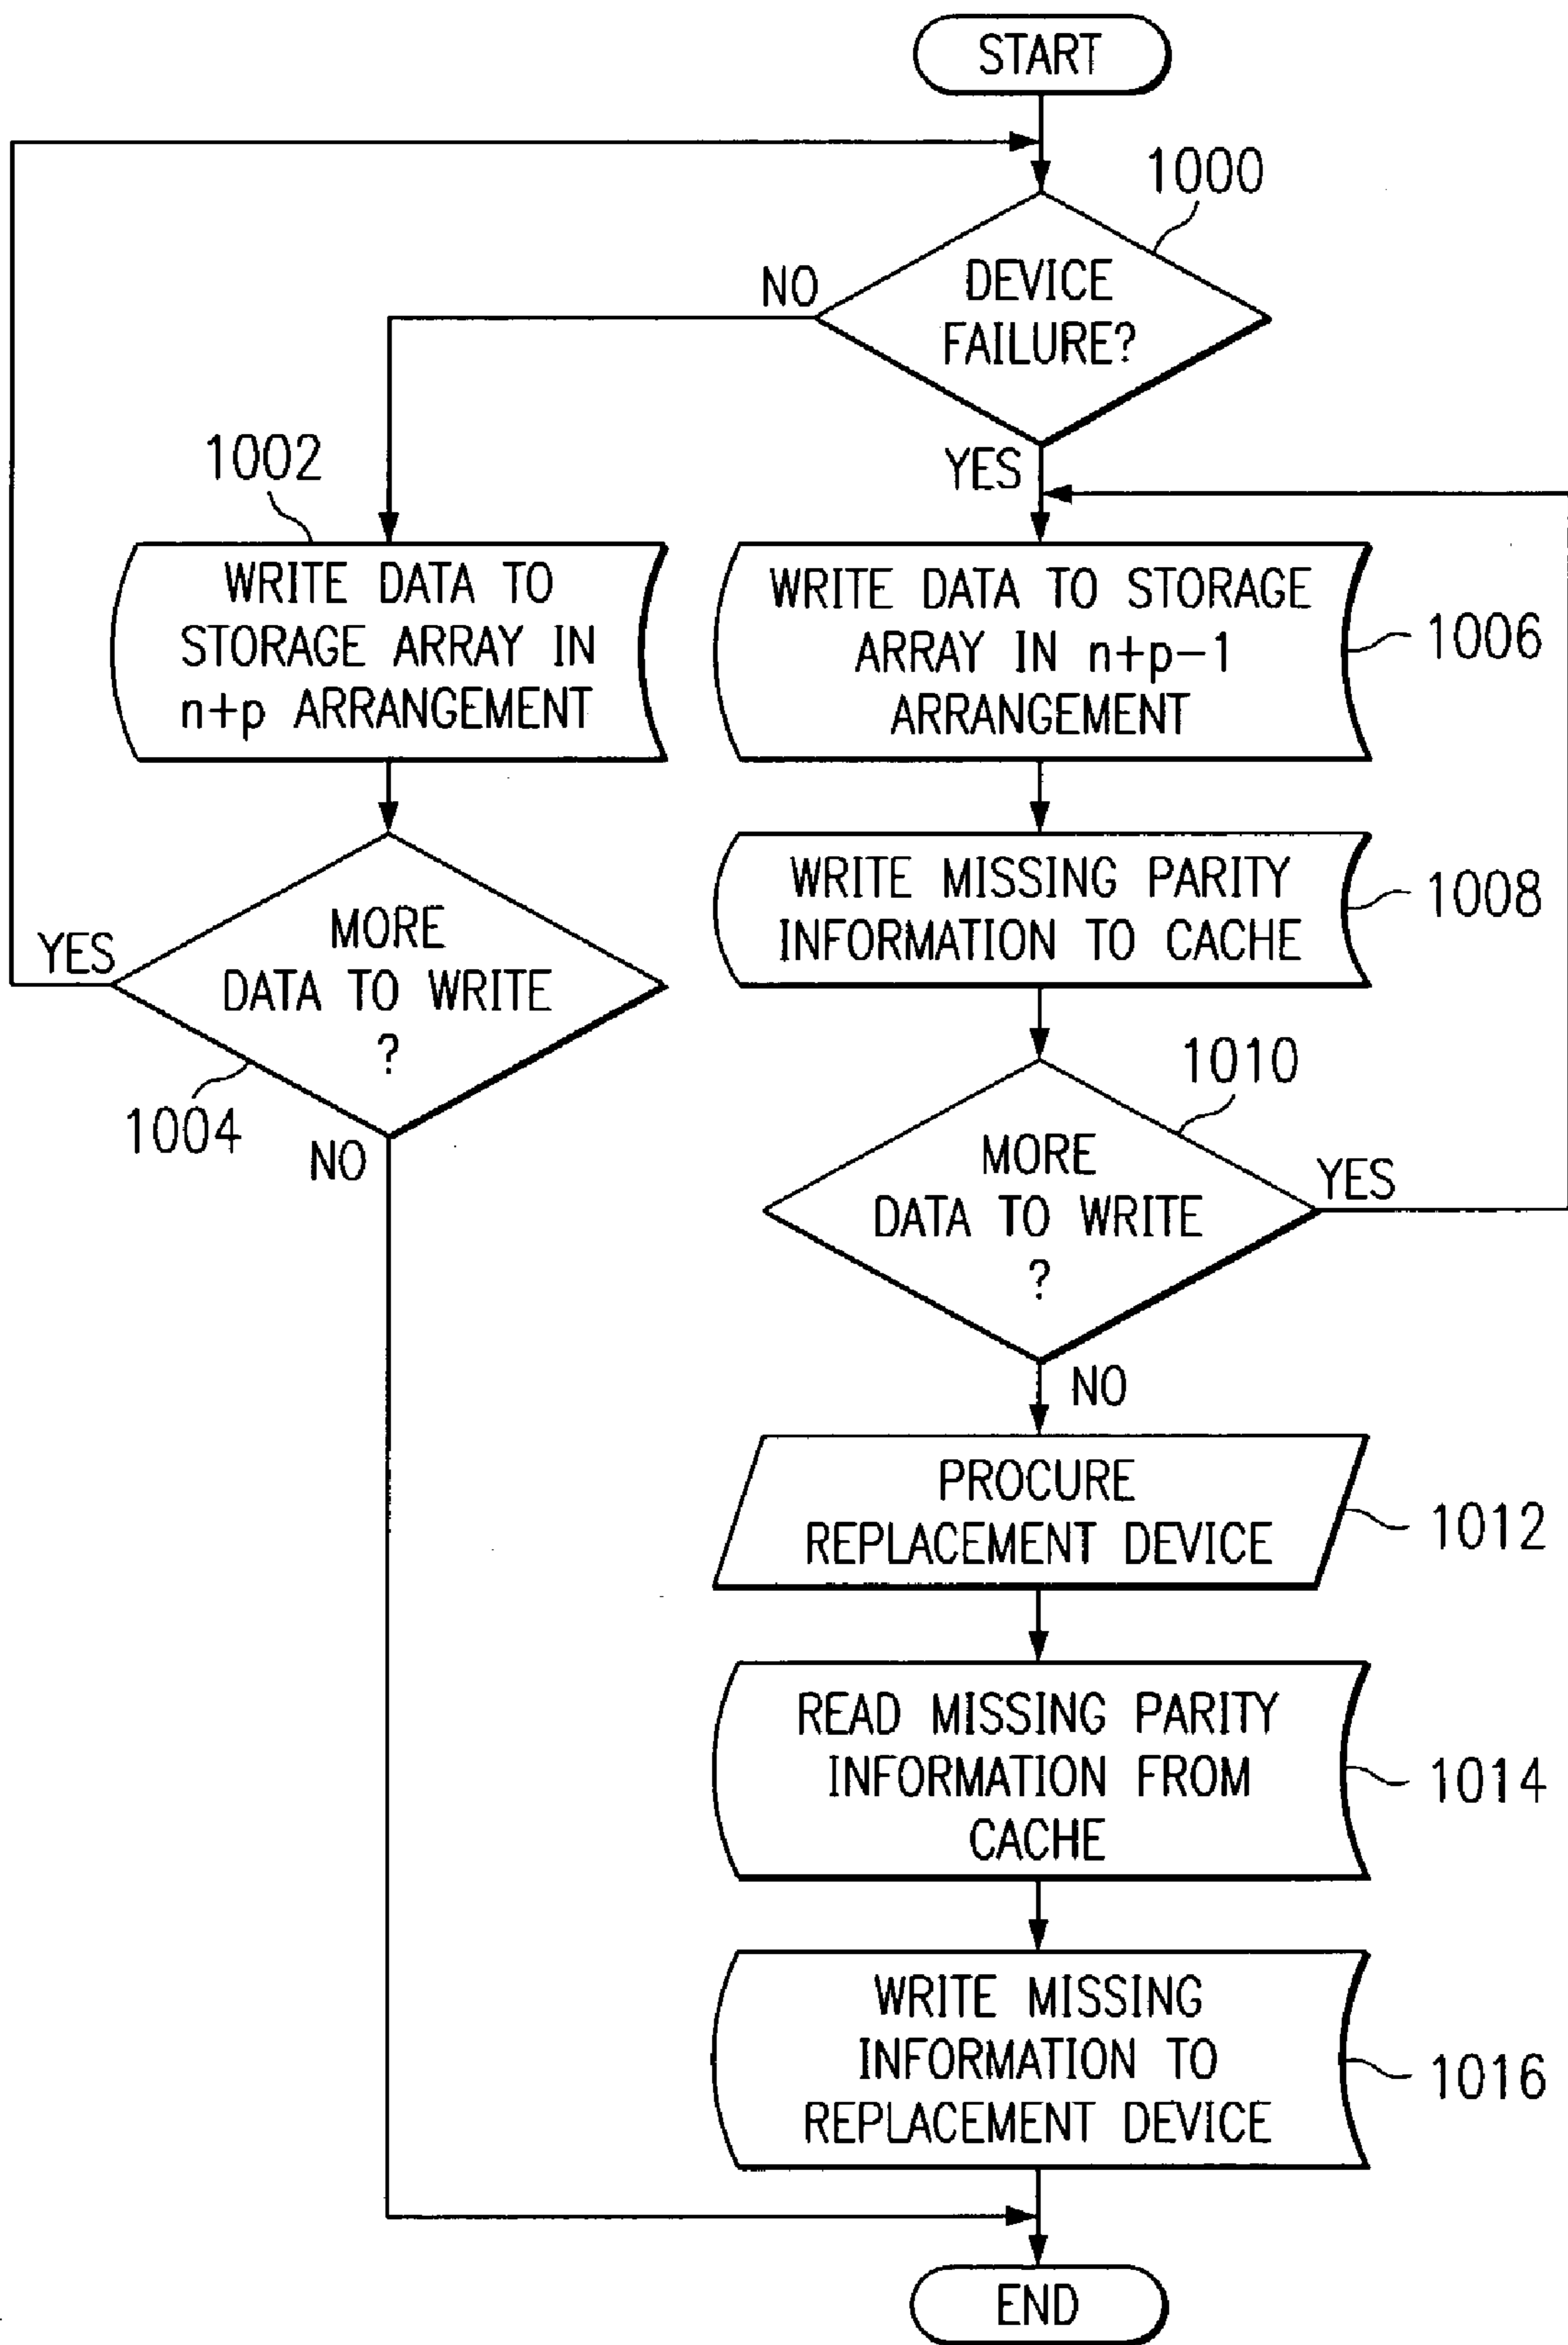 START
1000
DEVICE
FAILURE?
NO
YES
1002
WRITE DATA TO
STORAGE ARRAY IN
n+p ARRANGEMENT
WRITE DATA TO STORAGE
ARRAY IN n+p-1
ARRANGEMENT
1006
WRITE MISSING PARITY
INFORMATION TO CACHE
1008
YES
MORE
DATA TO WRITE
?
1004
NO
1010
MORE
DATA TO WRITE
?
YES
NO
PROCURE
REPLACEMENT DEVICE
1012
READ MISSING PARITY
INFORMATION FROM
CACHE
1014
WRITE MISSING
INFORMATION TO
REPLACEMENT DEVICE
1016
END